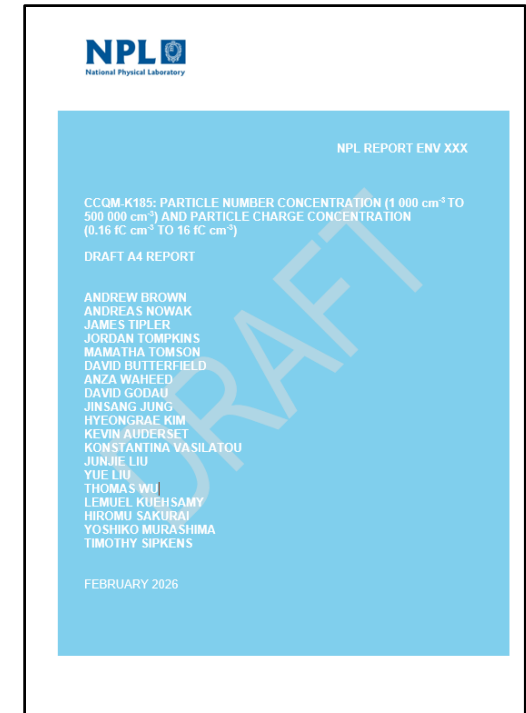 NPL
National Physical Laboratory
NPL REPORT ENV XXX
CCQM-K185: PARTICLE NUMBER CONCENTRATION (1 000 cm⁻³ TO
500 000 cm⁻³) AND PARTICLE CHARGE CONCENTRATION
(0.16 fC cm⁻³ TO 16 fC cm⁻³)
DRAFT A4 REPORT
ANDREW BROWN
ANDREAS NOWAK
JAMES TIPLER
JORDAN TOMPKINS
MAMATHA TOMSON
DAVID BUTTERFIELD
ANZA WAHEED
DAVID GODAU
JINSANG JUNG
HYEONGRAE KIM
KEVIN AUDERSET
KONSTANTINA VASILATOU
JUNJIE LIU
YUE LIU
THOMAS WU
LEMUEL KUEHSAMY
HIROMU SAKURAI
YOSHIKO MURASHIMA
TIMOTHY SIPKENS
FEBRUARY 2026
DRAFT